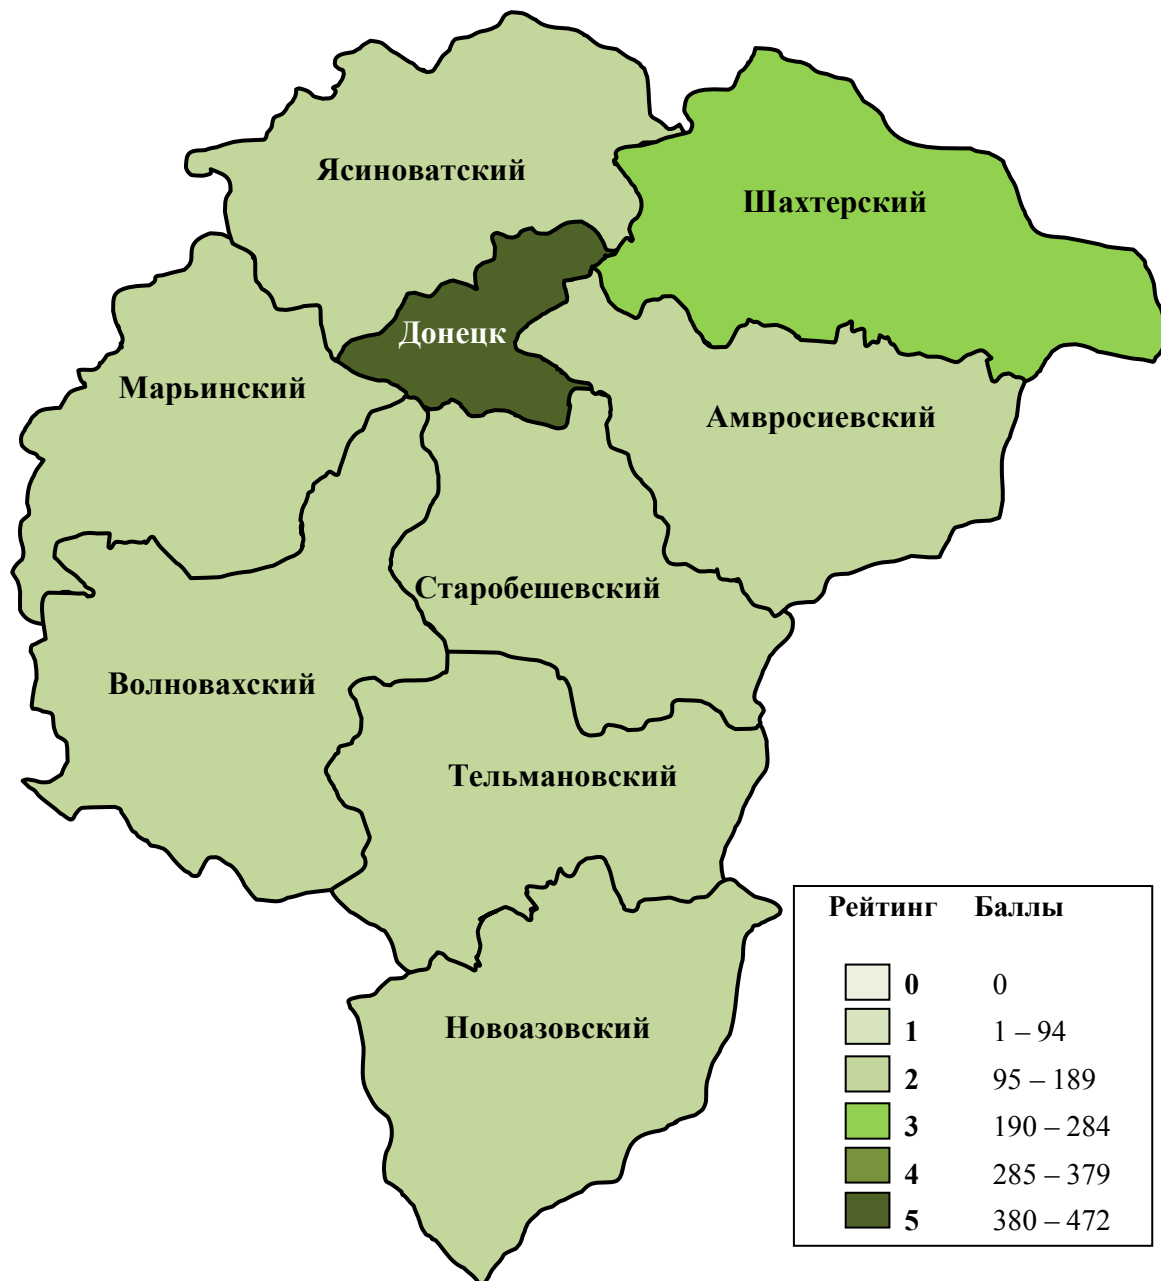 Ясиноватский
Шахтерский
Донецк
Марьинский
Амвросиевский
Старобешевский
Волновахский
Тельмановский
Новоазовский
Рейтинг Баллы
0 0
1 1 – 94
2 95 – 189
3 190 – 284
4 285 – 379
5 380 – 472